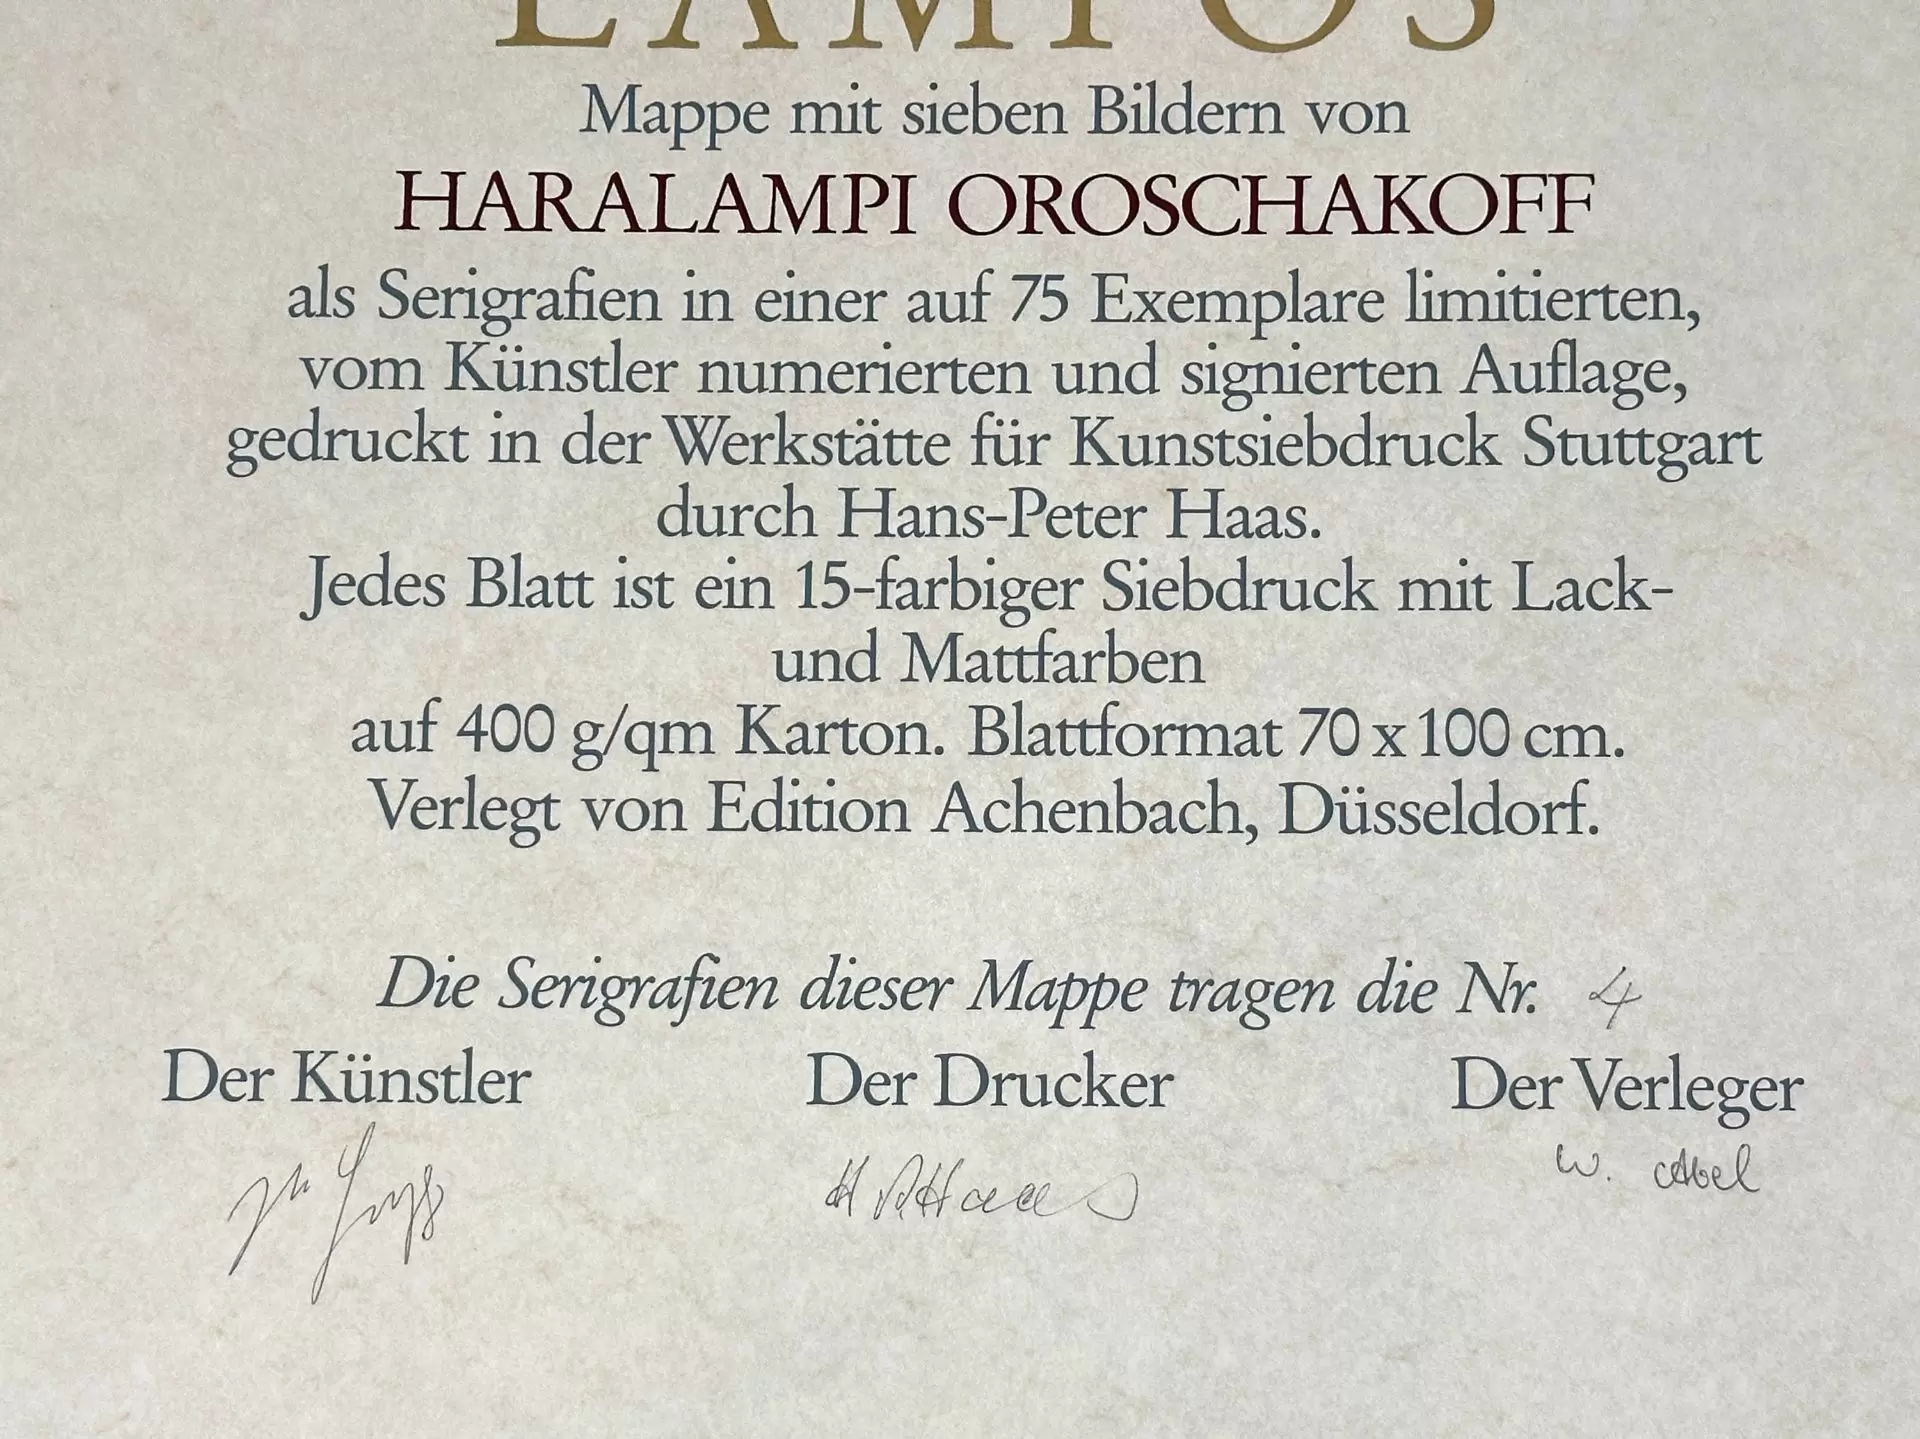 LAMPOS
Mappe mit sieben Bildern von
HARALAMPI OROSCHAKOFF
als Serigrafien in einer auf 75 Exemplare limitierten,
vom Künstler numerierten und signierten Auflage,
gedruckt in der Werkstätte für Kunstsiebdruck Stuttgart
durch Hans-Peter Haas.
Jedes Blatt ist ein 15-farbiger Siebdruck mit Lack-
und Mattfarben
auf 400 g/qm Karton. Blattformat 70 x 100 cm.
Verlegt von Edition Achenbach, Düsseldorf.
Die Serigrafien dieser Mappe tragen die Nr. 4
Der Künstler Der Drucker Der Verleger
H P. Haas W.